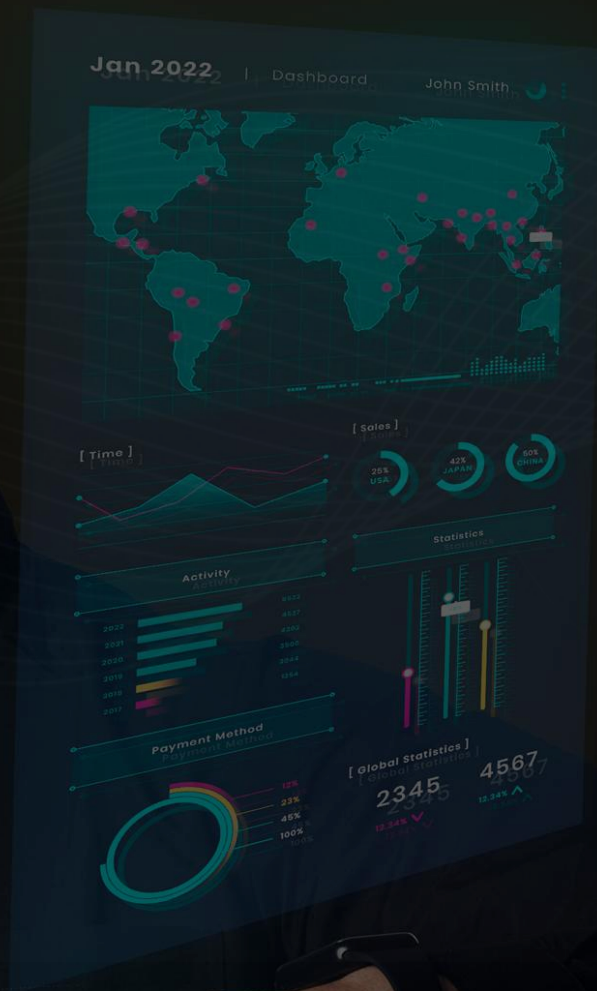 Jan 2022 | Dashboard John Smith
[ Time ]
[ Sales ]
25%
USA
42%
JAPAN
CHINA
Activity
2022
2021
2020
2019
2018
2017
Statistics
Payment Method
12%
23%
45%
100%
[ Global Statistics ]
2345
12.34%
4567
12.34%